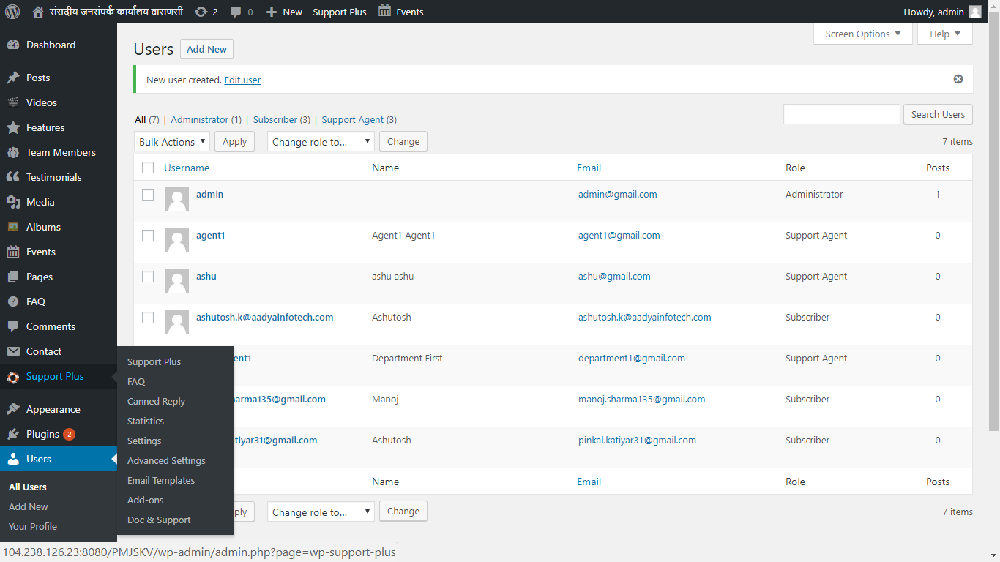 संसदीय जनसंपर्क कार्यालय वाराणसी 2 0 New Support Plus Events Howdy, admin
Dashboard
Posts
Videos
Features
Team Members
Testimonials
Media
Albums
Events
Pages
FAQ
Comments
Contact
Support Plus
Appearance
Plugins 2
Users
All Users
Add New
Your Profile
Support Plus
FAQ
Canned Reply
Statistics
Settings
Advanced Settings
Email Templates
Add-ons
Doc & Support
Screen Options Help
Users Add New
New user created. Edit user
All (7) | Administrator (1) | Subscriber (3) | Support Agent (3)
Search Users
Bulk Actions Apply Change role to... Change 7 items
Username Name Email Role Posts
admin admin@gmail.com Administrator 1
agent1 Agent1 Agent1 agent1@gmail.com Support Agent 0
ashu ashu ashu ashu@gmail.com Support Agent 0
ashutosh.k@aadyainfotech.com Ashutosh ashutosh.k@aadyainfotech.com Subscriber 0
ent1 Department First department1@gmail.com Support Agent 0
arma135@gmail.com Manoj manoj.sharma135@gmail.com Subscriber 0
tiyar31@gmail.com Ashutosh pinkal.katiyar31@gmail.com Subscriber 0
Name Email Role Posts
ply Change role to... Change 7 items
104.238.126.23:8080/PMJSKV/wp-admin/admin.php?page=wp-support-plus